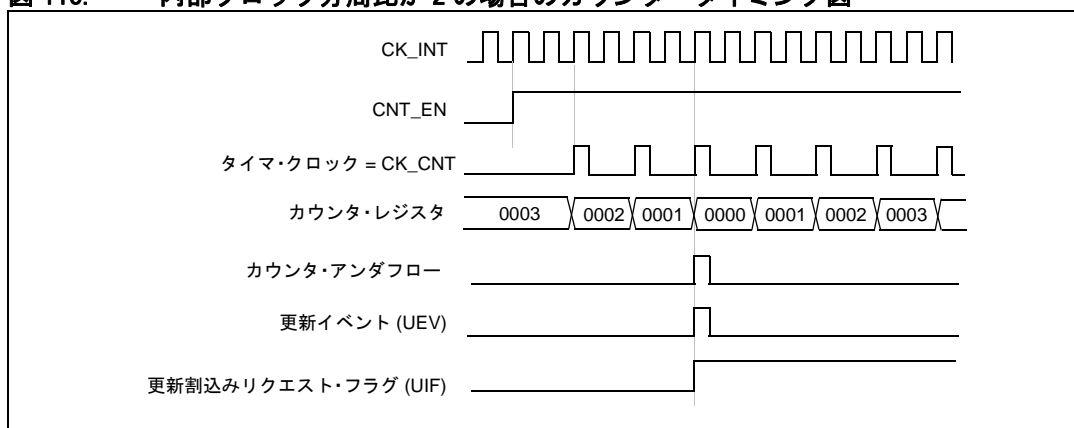 CK_INT
CNT_EN
タイマ・クロック = CK_CNT
カウンタ・レジスタ 0003 0002 0001 0000 0001 0002 0003
カウンタ・アンダフロー
更新イベント (UEV)
更新割込みリクエスト・フラグ (UIF)